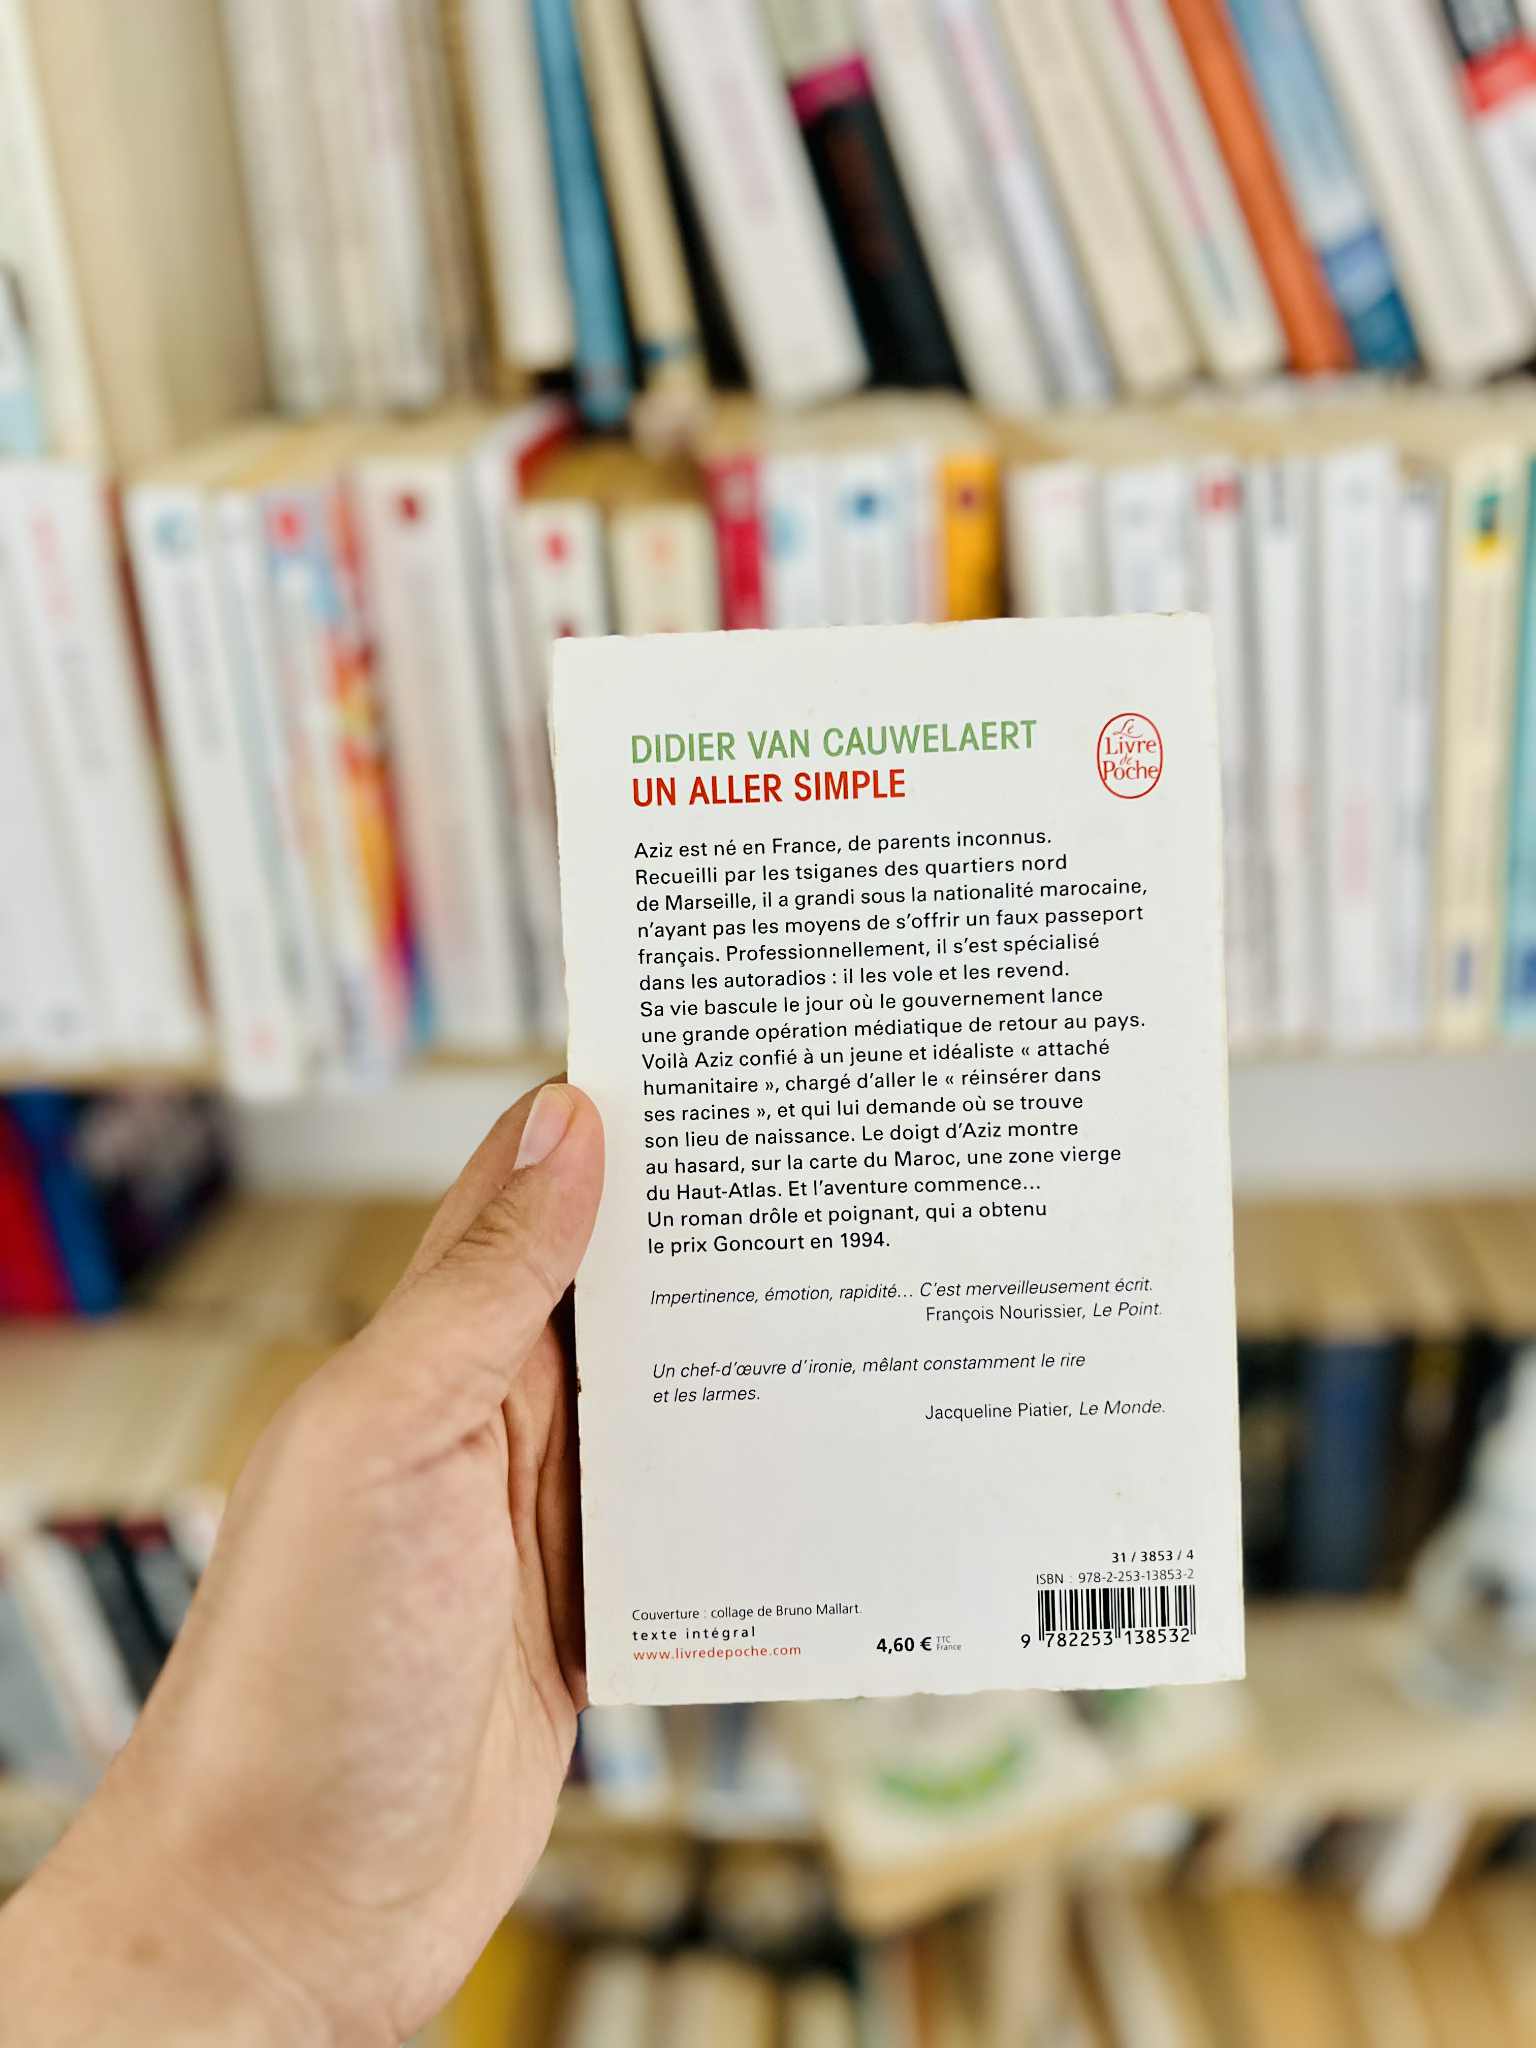 DIDIER VAN CAUWELAERT
UN ALLER SIMPLE
Le
Livre
de
Poche
Aziz est né en France, de parents inconnus.
Recueilli par les tsiganes des quartiers nord
de Marseille, il a grandi sous la nationalité marocaine,
n'ayant pas les moyens de s'offrir un faux passeport
français. Professionnellement, il s'est spécialisé
dans les autoradios : il les vole et les revend.
Sa vie bascule le jour où le gouvernement lance
une grande opération médiatique de retour au pays.
Voilà Aziz confié à un jeune et idéaliste « attaché
humanitaire », chargé d'aller le « réinsérer dans
ses racines », et qui lui demande où se trouve
son lieu de naissance. Le doigt d'Aziz montre
au hasard, sur la carte du Maroc, une zone vierge
du Haut-Atlas. Et l'aventure commence...
Un roman drôle et poignant, qui a obtenu
le prix Goncourt en 1994.
Impertinence, émotion, rapidité... C'est merveilleusement écrit.
François Nourissier, Le Point.
Un chef-d'œuvre d'ironie, mêlant constamment le rire
et les larmes.
Jacqueline Piatier, Le Monde.
31 / 3853 / 4
ISBN : 978-2-253-13853-2
Couverture : collage de Bruno Mallart.
texte intégral
www.livredepoche.com
4,60 € TTC
France
9 782253 138532